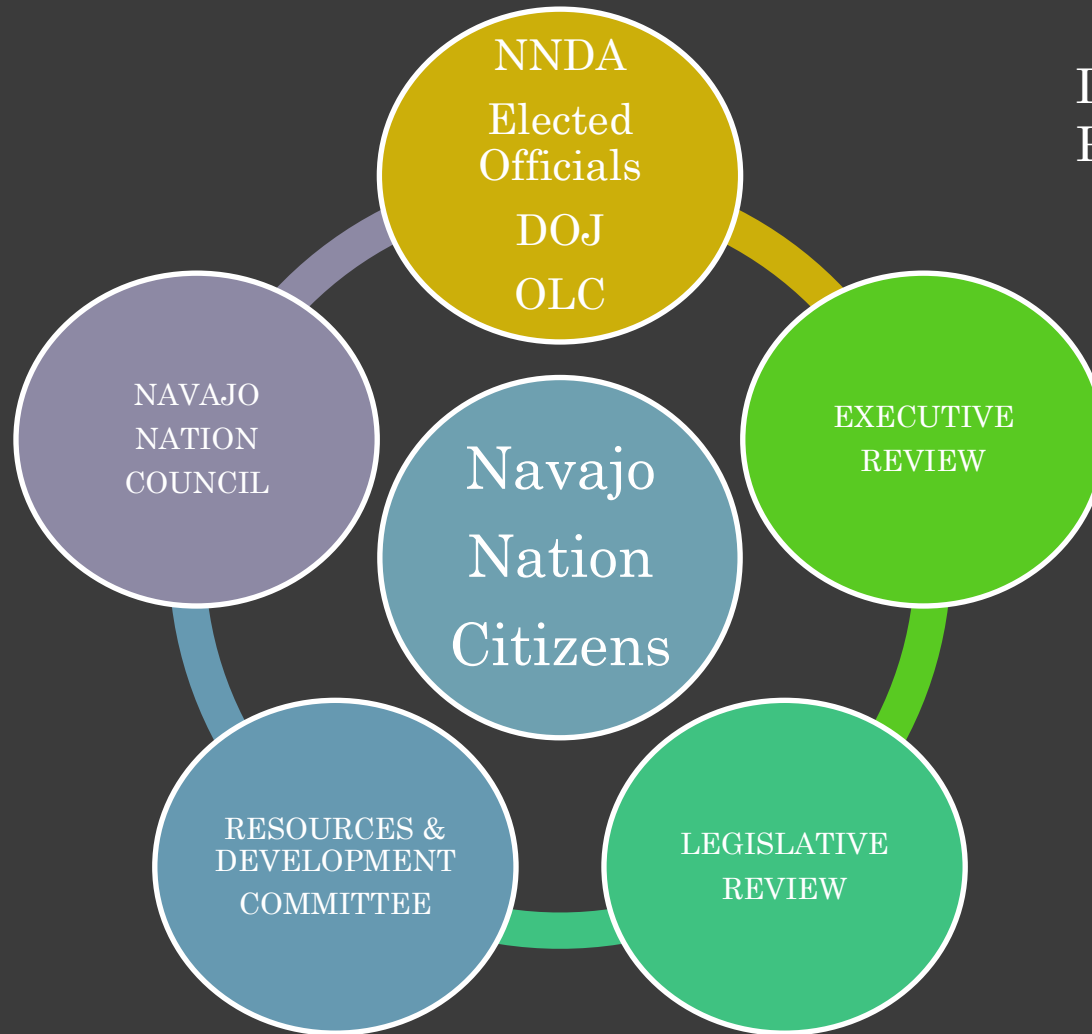 NNDA
Elected
Officials
DOJ
OLC
EXECUTIVE
REVIEW
LEGISLATIVE
REVIEW
RESOURCES &
DEVELOPMENT
COMMITTEE
NAVAJO
NATION
COUNCIL
Navajo
Nation
Citizens